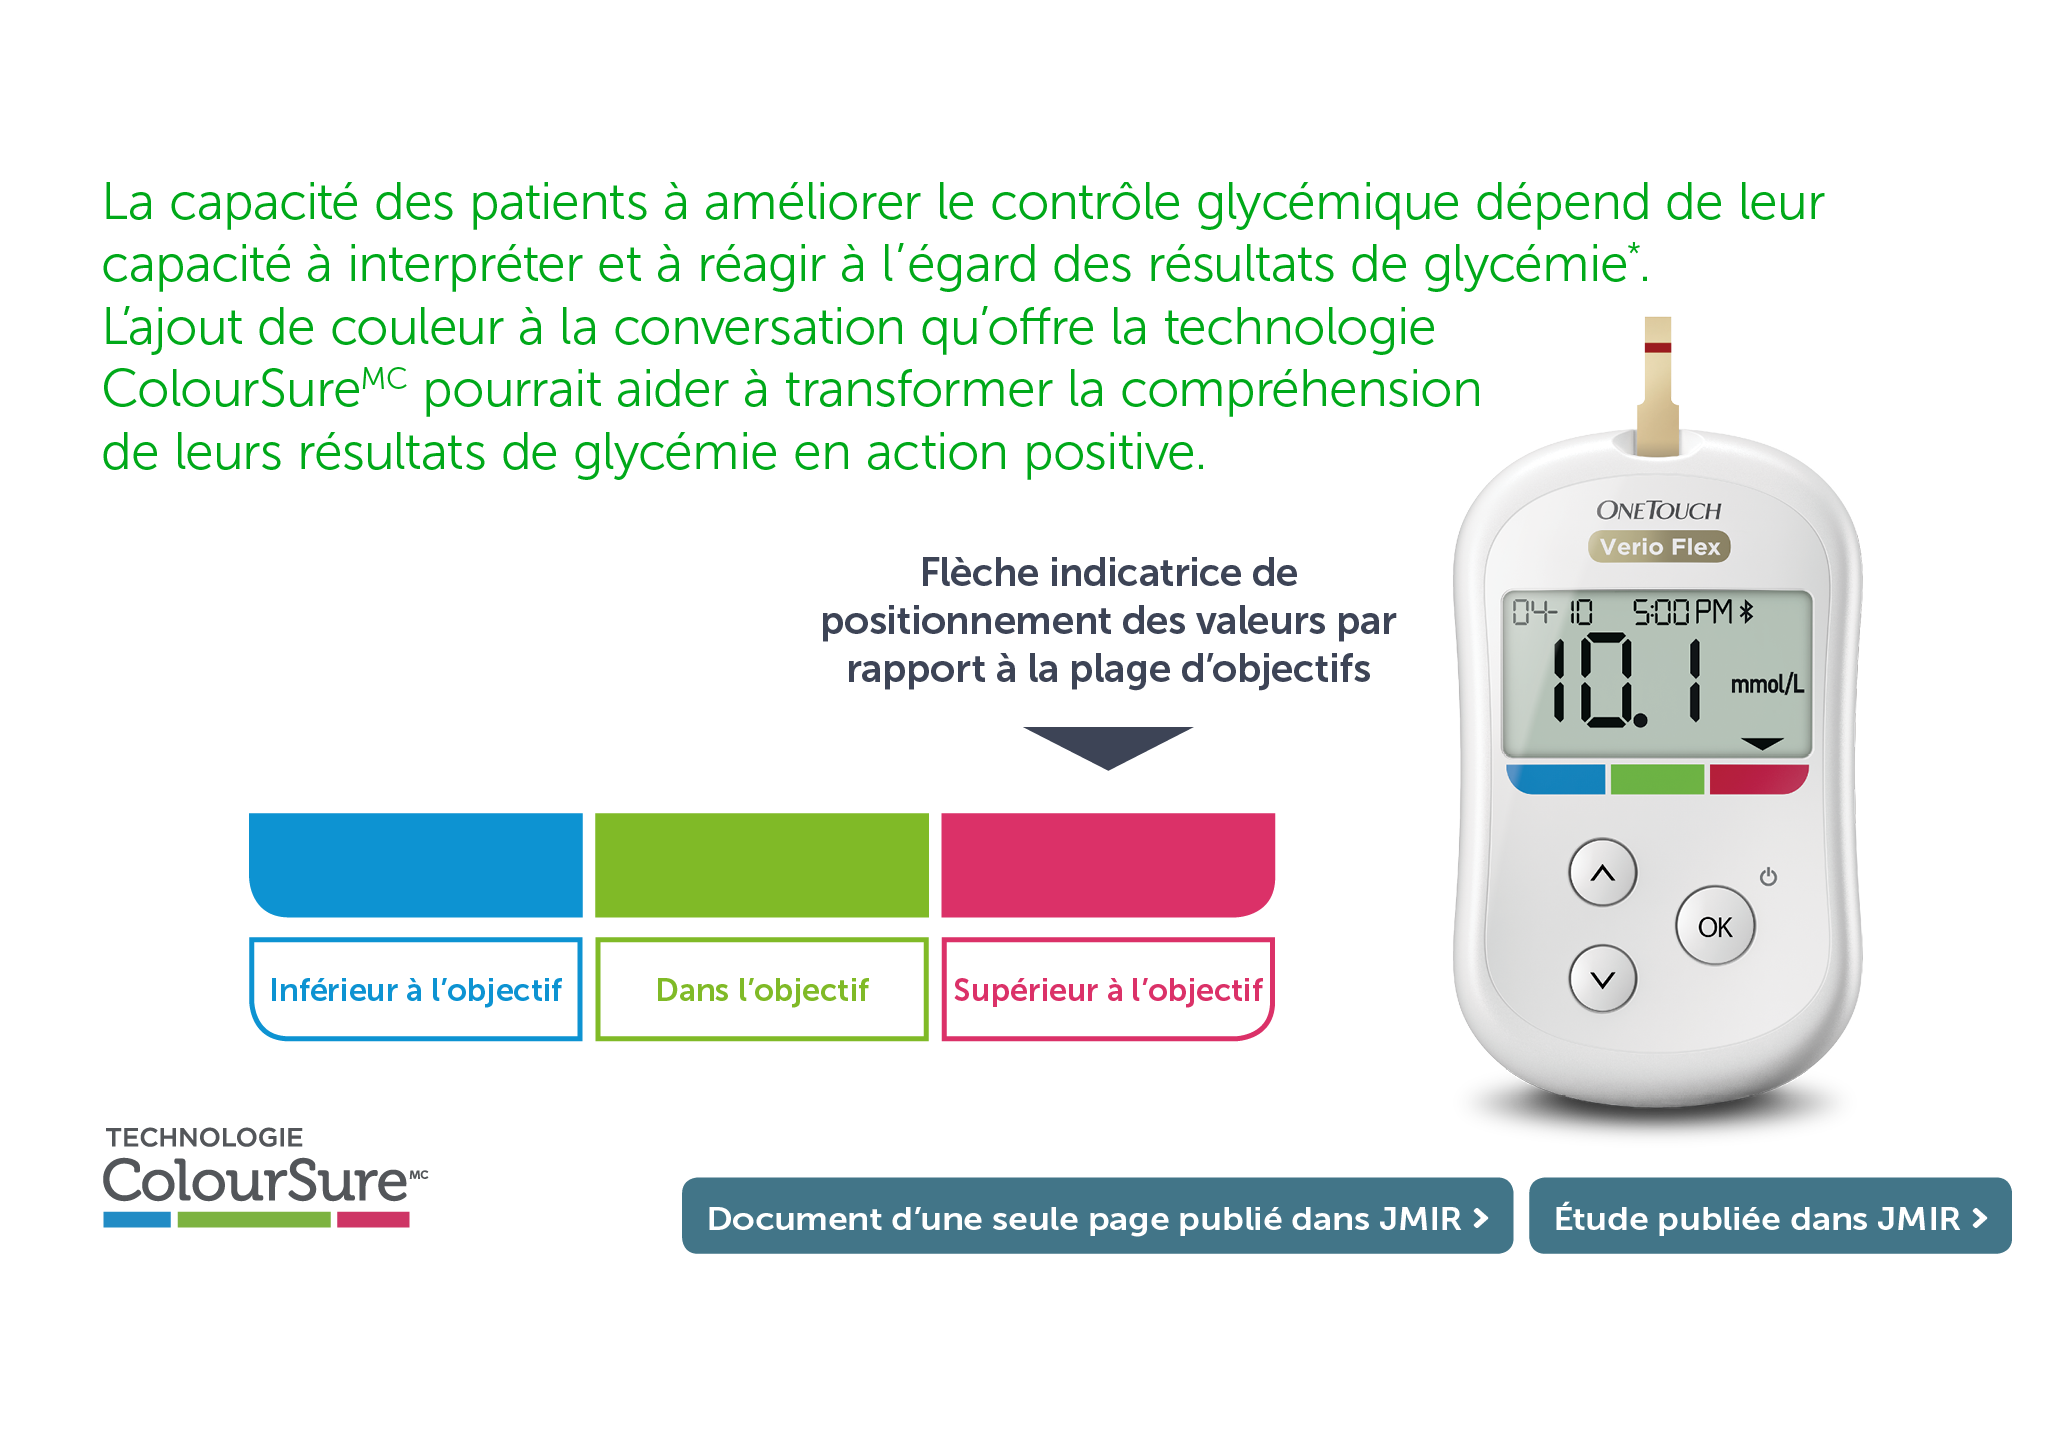 La capacité des patients à améliorer le contrôle glycémique dépend de leur
capacité à interpréter et à réagir à l’égard des résultats de glycémie*.
L’ajout de couleur à la conversation qu’offre la technologie
ColourSureMC pourrait aider à transformer la compréhension
de leurs résultats de glycémie en action positive.
Flèche indicatrice de
positionnement des valeurs par
rapport à la plage d’objectifs
Inférieur à l’objectif
Dans l’objectif
Supérieur à l’objectif
ONETOUCH
Verio Flex
04-10 5:00 PM
10.1 mmol/L
OK
TECHNOLOGIE
ColourSureMC
Document d’une seule page publié dans JMIR >
Étude publiée dans JMIR >